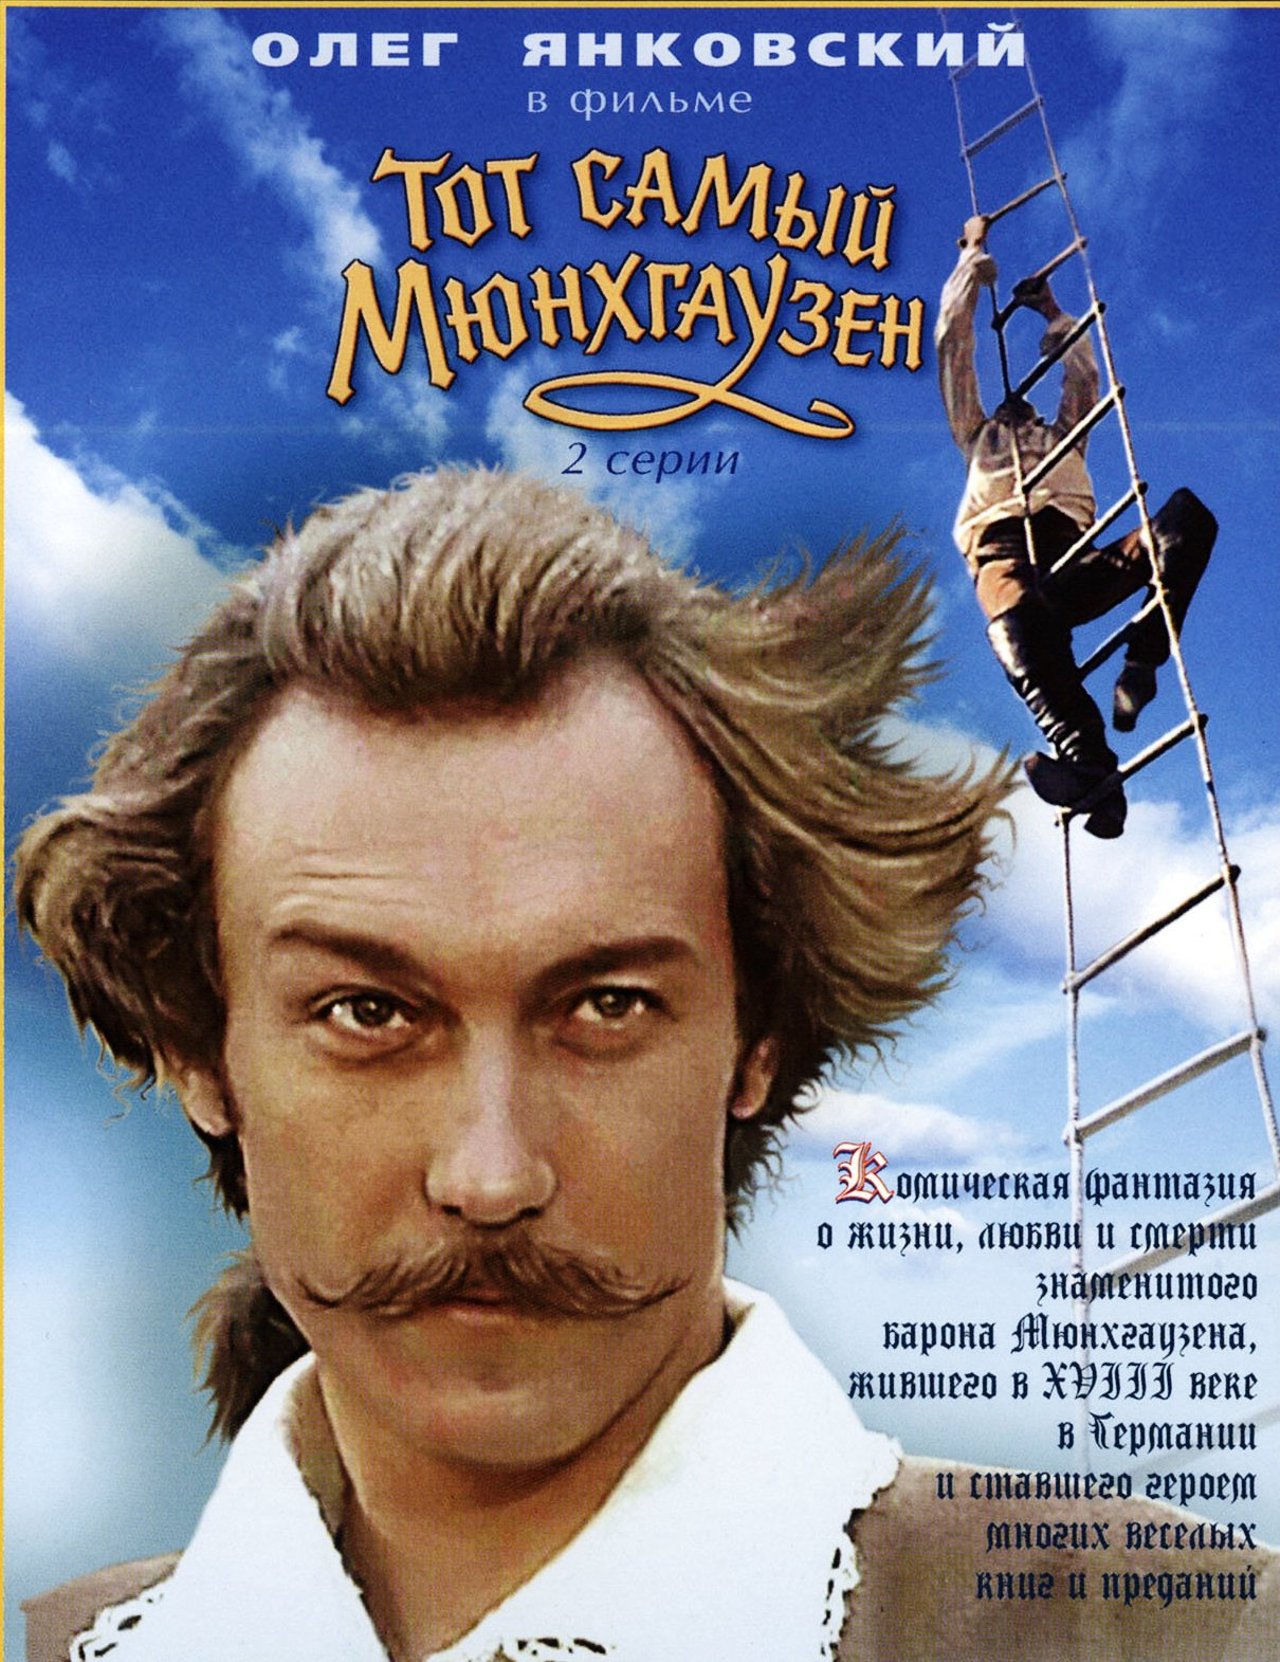 ОЛЕГ ЯНКОВСКИЙ
в фильме
Тот самый
Мюнхгаузен
2 серии
Комическая фантазия
о жизни, любви и смерти
знаменитого
барона Мюнхгаузена,
жившего в XVIII веке
в Германии
и ставшего героем
многих веселых
книг и преданий